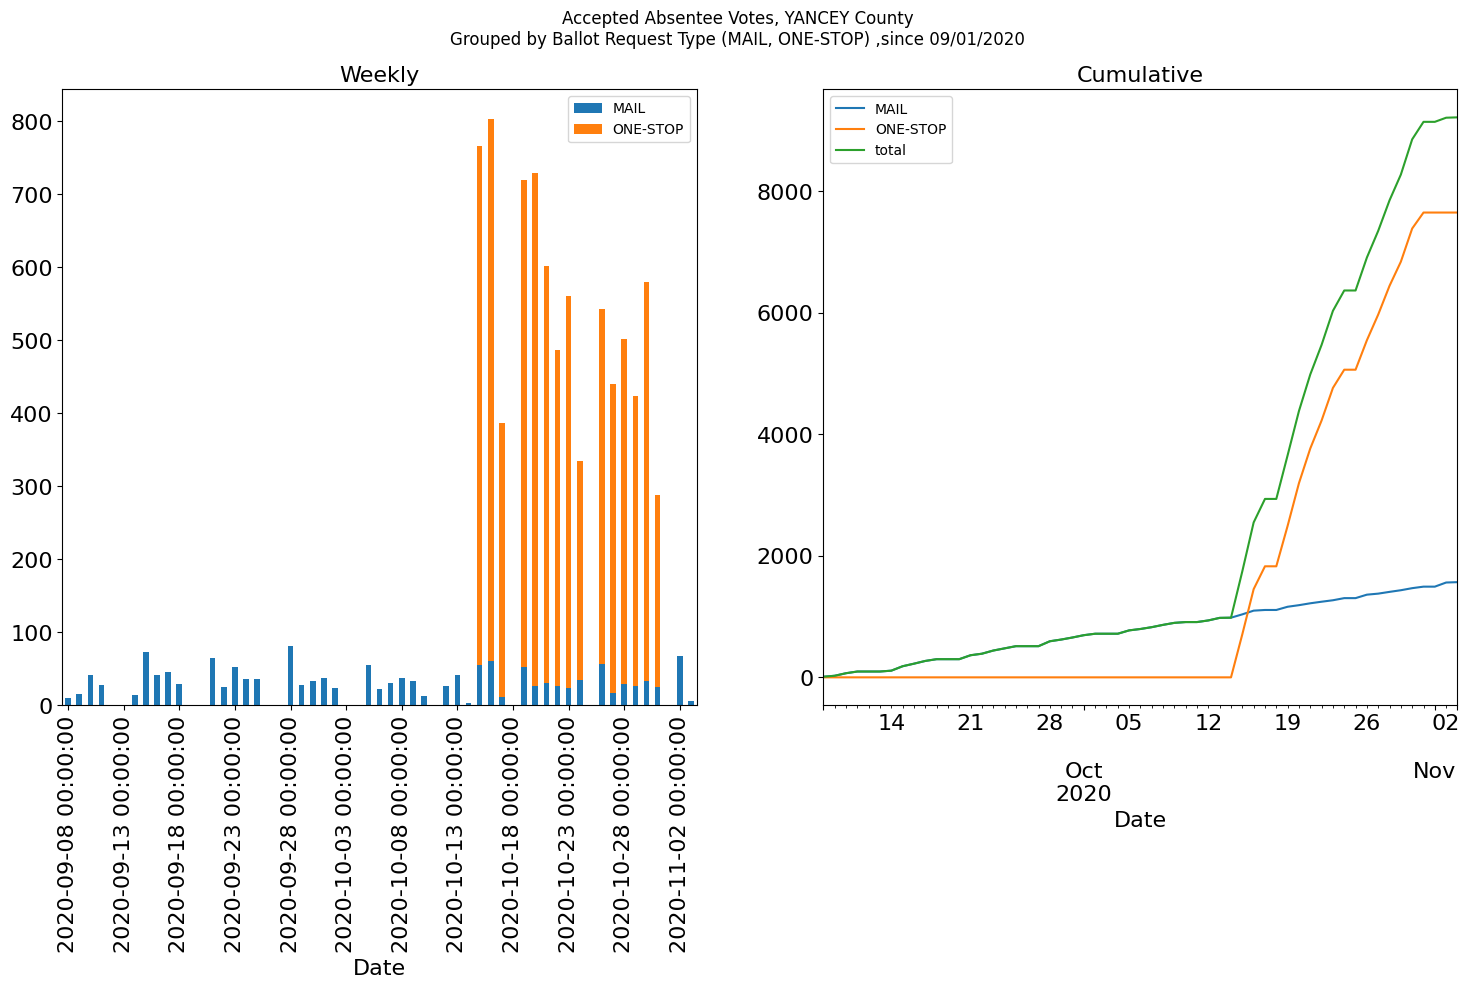 Accepted Absentee Votes, YANCEY County
Grouped by Ballot Request Type (MAIL, ONE-STOP) ,since 09/01/2020
Weekly
MAIL
ONE-STOP
800
700
600
500
400
300
200
100
0
2020-09-08 00:00:00
2020-09-13 00:00:00
2020-09-18 00:00:00
2020-09-23 00:00:00
2020-09-28 00:00:00
2020-10-03 00:00:00
2020-10-08 00:00:00
2020-10-13 00:00:00
2020-10-18 00:00:00
2020-10-23 00:00:00
2020-10-28 00:00:00
2020-11-02 00:00:00
Date
Cumulative
MAIL
ONE-STOP
total
8000
6000
4000
2000
0
14 21 28 05 12 19 26 02
Oct Nov
2020
Date